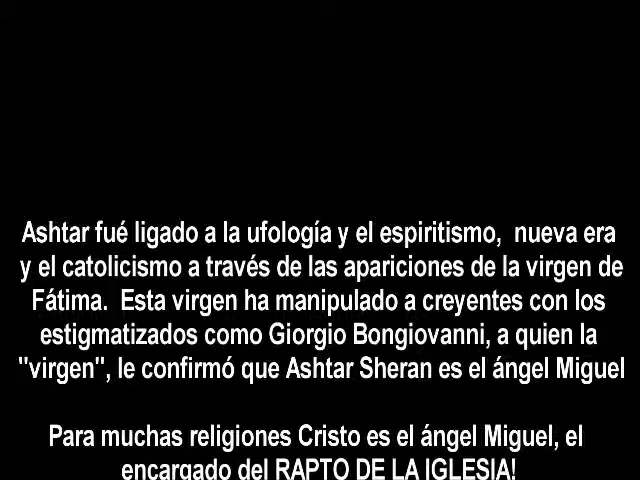 Ashtar fué ligado a la ufología y el espiritismo,  nueva era
y el catolicismo a través de las apariciones de la virgen de
Fátima.  Esta virgen ha manipulado a creyentes con los
estigmatizados como Giorgio Bongiovanni, a quien la
"virgen", le confirmó que Ashtar Sheran es el ángel Miguel
Para muchas religiones Cristo es el ángel Miguel, el
encargado del RAPTO DE LA IGLESIA!